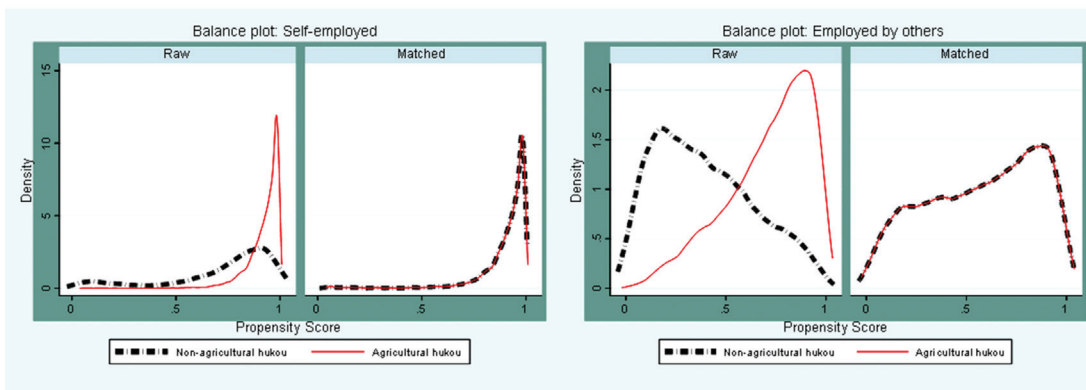 Balance plot: Self-employed
Raw
Matched
Density
15
10
5
0
0
.5
1
0
.5
1
Propensity Score
Non-agricultural hukou
Agricultural hukou
Balance plot: Employed by others
Raw
Matched
Density
2
1.5
1
.5
0
0
.5
1
0
.5
1
Propensity Score
Non-agricultural hukou
Agricultural hukou